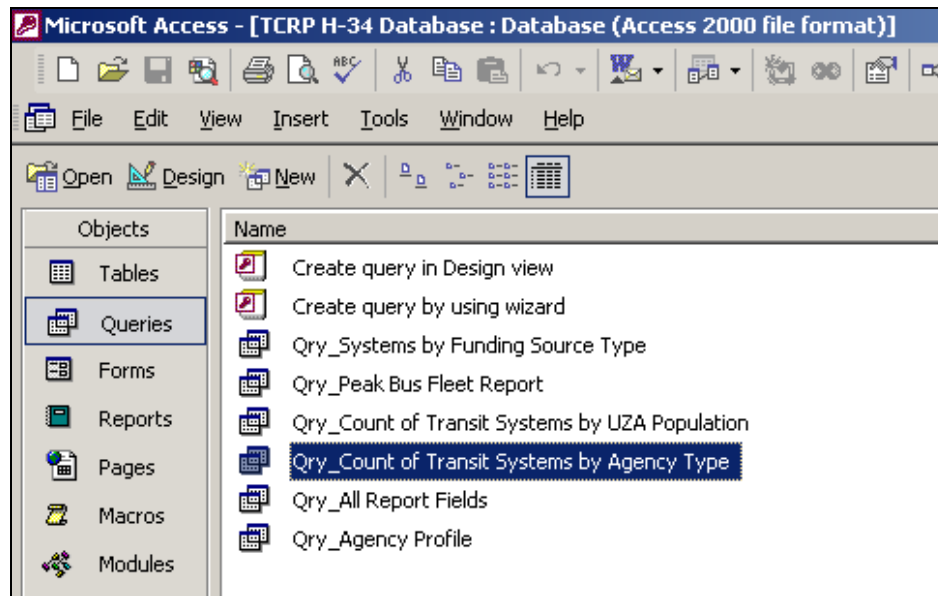 Microsoft Access - [TCRP H-34 Database : Database (Access 2000 file format)]
ABC
File Edit View Insert Tools Window Help
Open Design New
Objects
Name
Tables
Queries
Forms
Reports
Pages
Macros
Modules
Create query in Design view
Create query by using wizard
Qry_Systems by Funding Source Type
Qry_Peak Bus Fleet Report
Qry_Count of Transit Systems by UZA Population
Qry_Count of Transit Systems by Agency Type
Qry_All Report Fields
Qry_Agency Profile